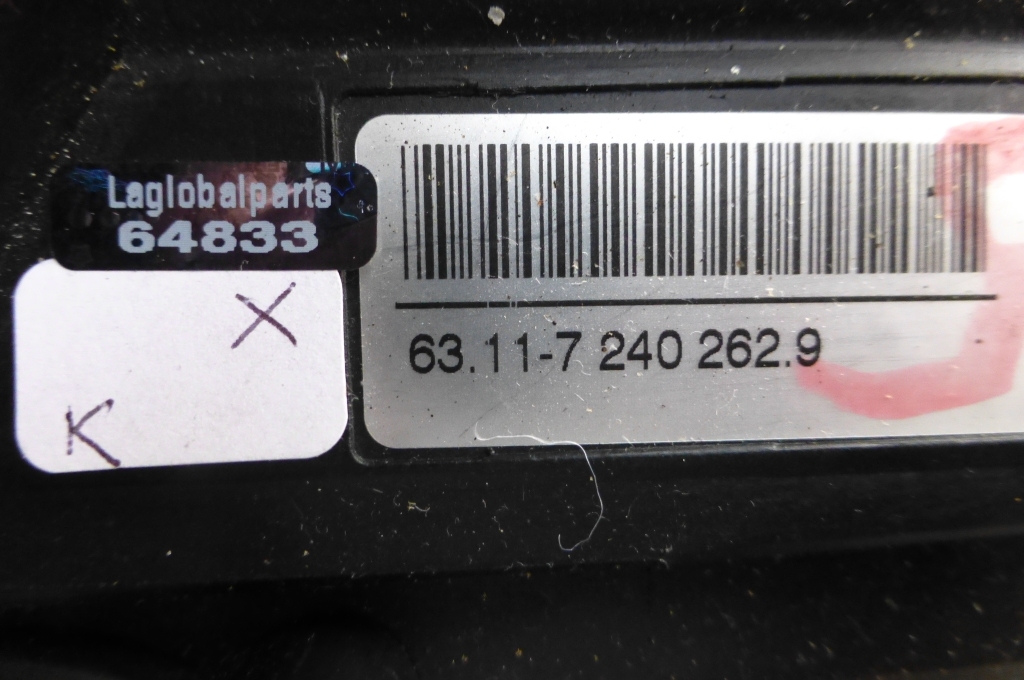 Laglobalparts
64833
X
K
63.11-7 240 262.9